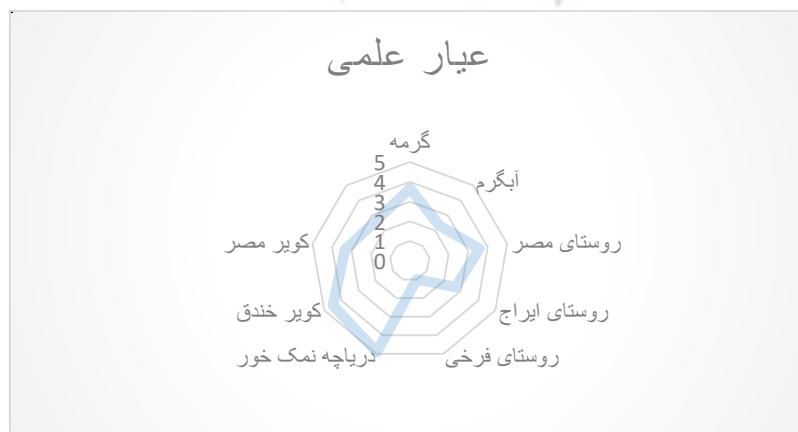 عیار علمی
گرمه
آبگرم
روستای مصر
روستای ایراج
روستای فرخی
دریاچه نمک خور
کویر خندق
کویر مصر
5
4
3
2
1
0